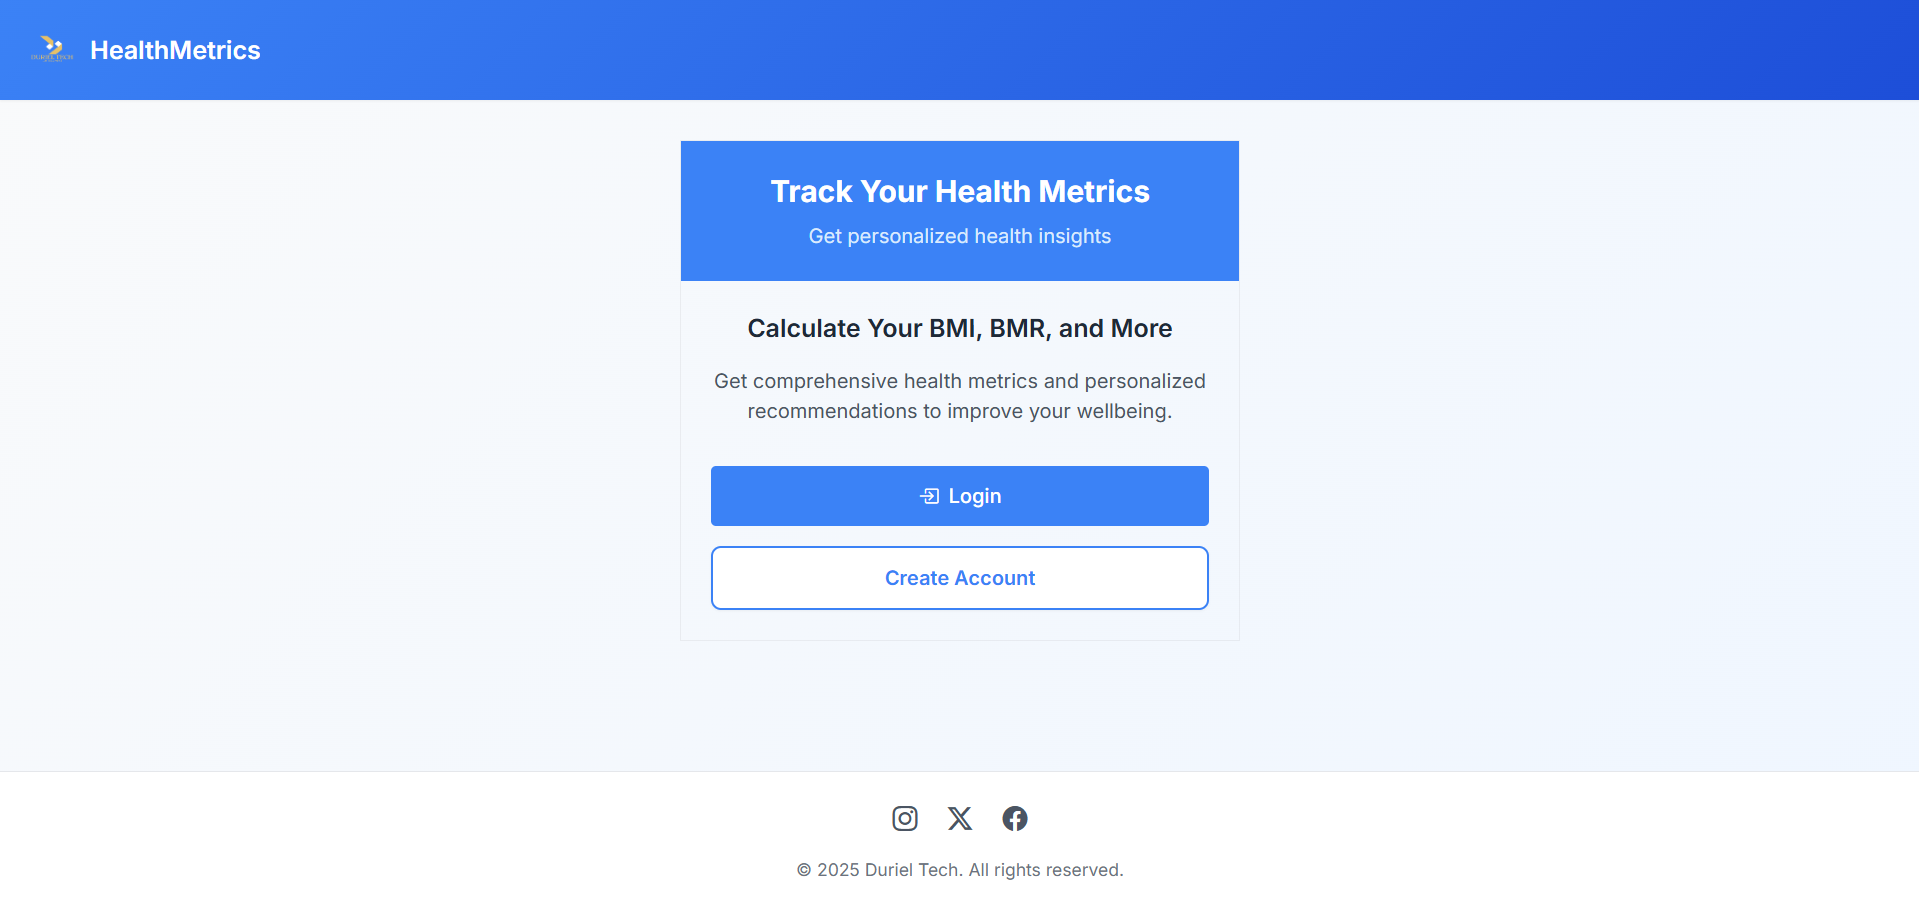 DURIEL TECH
HealthMetrics
Track Your Health Metrics
Get personalized health insights
Calculate Your BMI, BMR, and More
Get comprehensive health metrics and personalized
recommendations to improve your wellbeing.
Login
Create Account
© 2025 Duriel Tech. All rights reserved.